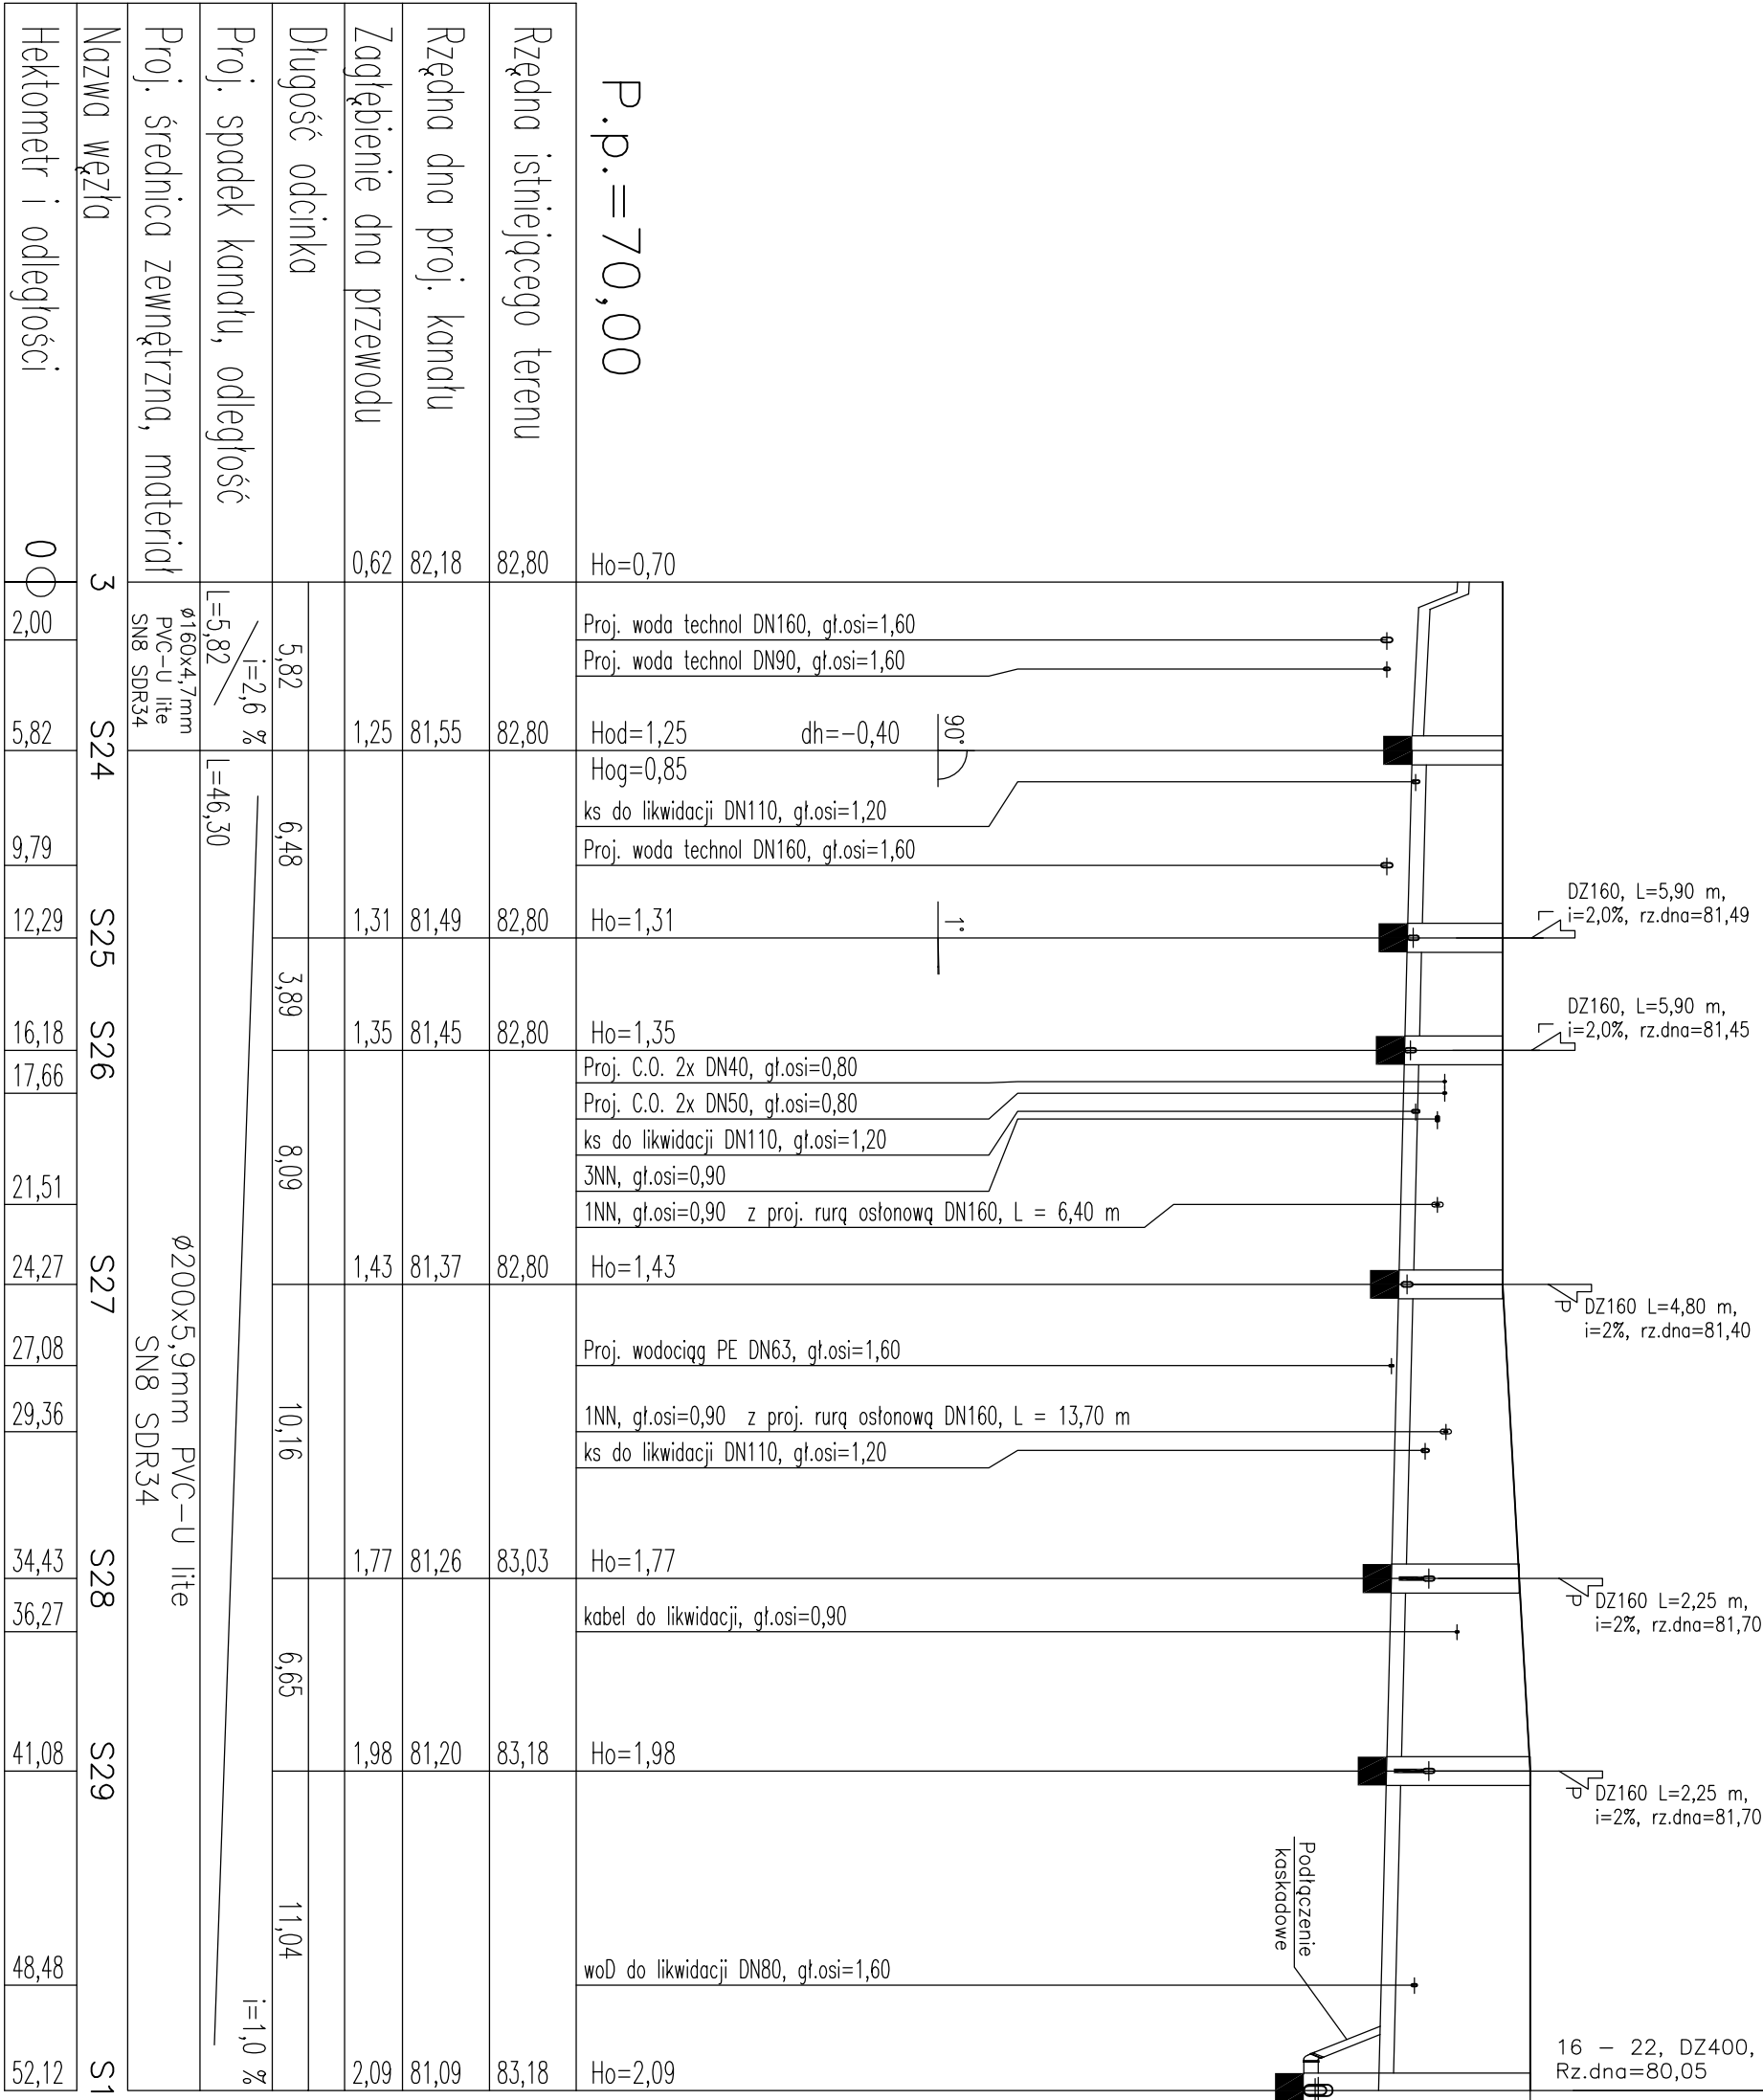 P.p.=70,00
Rzędna istniejącego terenu
82,80
82,80
82,80
82,80
82,80
83,03
83,18
83,18
Rzędna dna proj. kanału
82,18
81,55
81,49
81,45
81,37
81,26
81,20
81,09
Zagłębienie dna przewodu
0,62
1,25
1,31
1,35
1,43
1,77
1,98
2,09
Długość odcinka
5,82
6,48
3,89
8,09
10,16
6,65
11,04
Proj. spadek kanału, odległość
i=2,6 %
L=5,82
L=46,30
i=1,0 %
Proj. średnica zewnętrzna, materiał
ø160x4,7mm
PVC-U lite
SN8 SDR34
ø200x5,9mm PVC-U lite
SN8 SDR34
Nazwa węzła
3
S24
S25
S26
S27
S28
S29
S1
Hektometr i odległości
0
2,00
5,82
9,79
12,29
16,18
17,66
21,51
24,27
27,08
29,36
34,43
36,27
41,08
48,48
52,12
Ho=0,70
Proj. woda technol DN160, gł.osi=1,60
Proj. woda technol DN90, gł.osi=1,60
Hod=1,25
dh=-0,40
90°
Hog=0,85
ks do likwidacji DN110, gł.osi=1,20
Proj. woda technol DN160, gł.osi=1,60
Ho=1,31
1°
DZ160, L=5,90 m,
i=2,0%, rz.dna=81,49
L
Ho=1,35
DZ160, L=5,90 m,
i=2,0%, rz.dna=81,45
L
Proj. C.O. 2x DN40, gł.osi=0,80
Proj. C.O. 2x DN50, gł.osi=0,80
ks do likwidacji DN110, gł.osi=1,20
3NN, gł.osi=0,90
1NN, gł.osi=0,90 z proj. rurą osłonową DN160, L = 6,40 m
Ho=1,43
P
DZ160 L=4,80 m,
i=2%, rz.dna=81,40
Proj. wodociąg PE DN63, gł.osi=1,60
1NN, gł.osi=0,90 z proj. rurą osłonową DN160, L = 13,70 m
ks do likwidacji DN110, gł.osi=1,20
Ho=1,77
P
DZ160 L=2,25 m,
i=2%, rz.dna=81,70
kabel do likwidacji, gł.osi=0,90
Ho=1,98
P
DZ160 L=2,25 m,
i=2%, rz.dna=81,70
Podłączenie
kaskadowe
woD do likwidacji DN80, gł.osi=1,60
Ho=2,09
16 - 22, DZ400,
Rz.dna=80,05